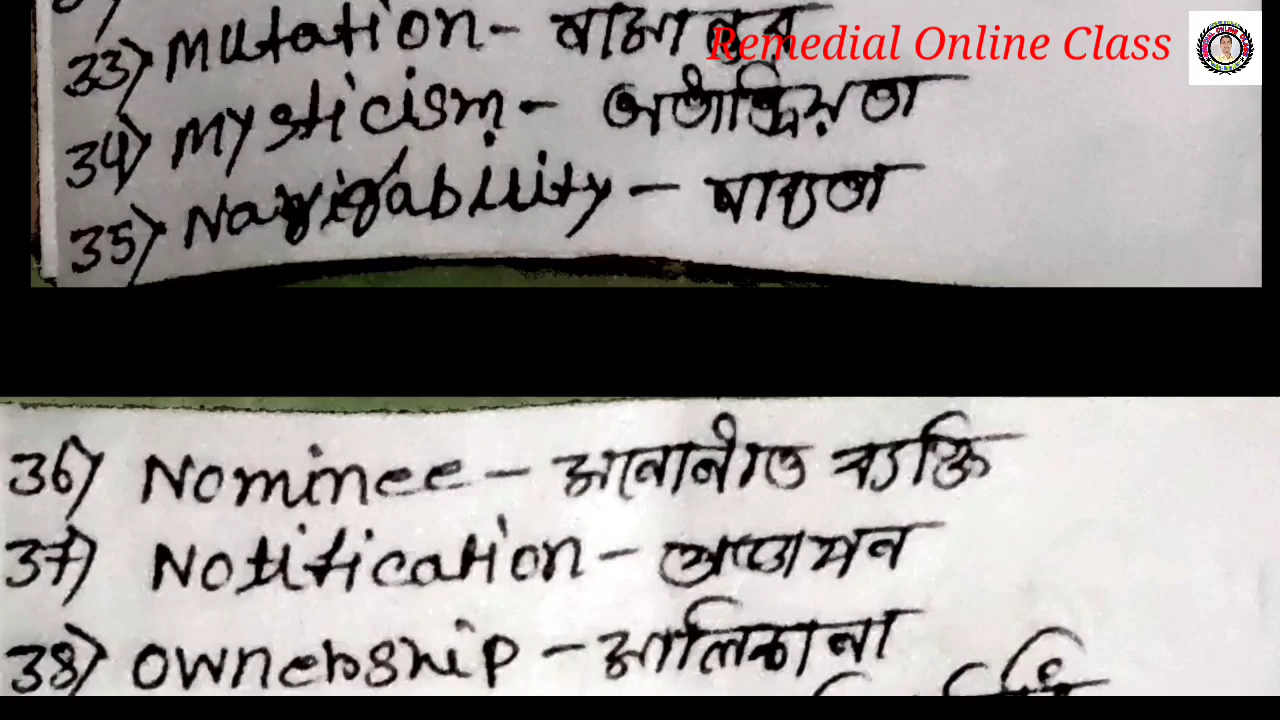 33) Mutation - নামান্তর
Remedial Online Class
34) Mysticism - অতীন্দ্রিয়তা
35) Navigability - নাব্যতা
36) Nominee - মনোনীত ব্যক্তি
37) Notification - প্রজ্ঞাপন
38) Ownership - মালিকানা